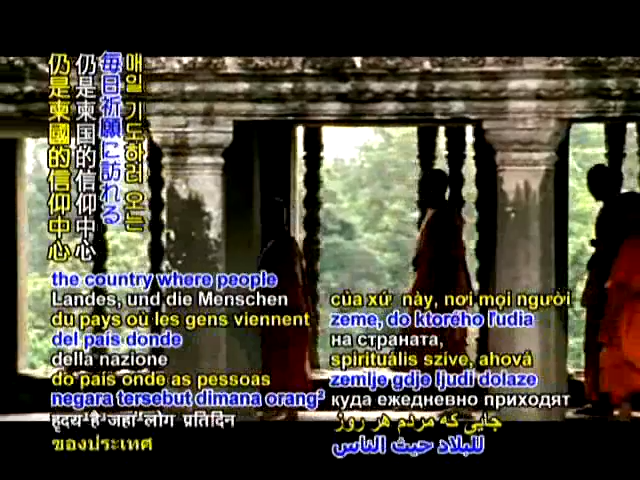 仍是柬國的信仰中心
仍是柬国的信仰中心
毎日祈願に訪れる
매일 기도하러 오는
the country where people
Landes, und die Menschen
du pays où les gens viennent
del país donde
della nazione
do país onde as pessoas
negara tersebut dimana orang²
हृदय है जहाँ लोग प्रतिदिन
ของประเทศ
của xứ này, nơi mọi người
zeme, do ktorého ľudia
на страната,
spirituālis szíve, ahová
zemlje gdje ljudi dolaze
куда ежедневно приходят
جایی که مردم هر روز
للبلاد حيث الناس